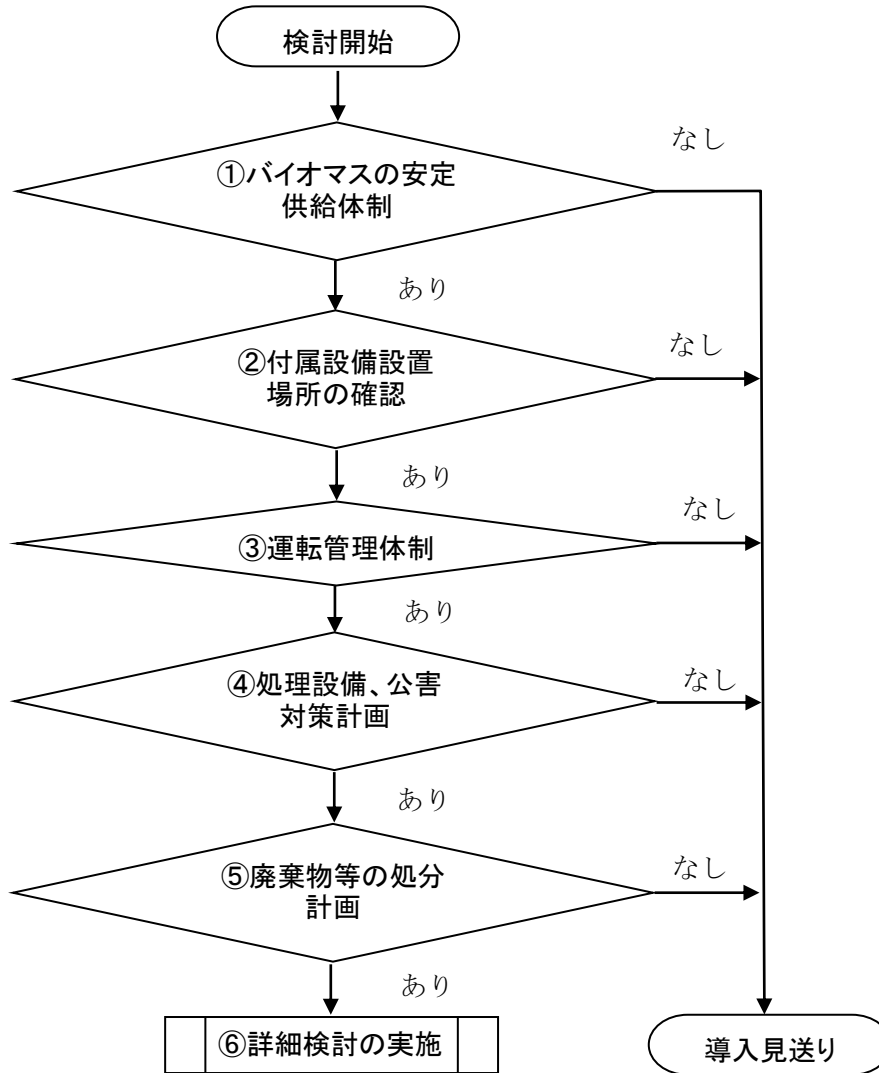 検討開始
なし
①バイオマスの安定
供給体制
あり
②付属設備設置
場所の確認
なし
あり
なし
③運転管理体制
あり
④処理設備、公害
対策計画
なし
あり
⑤廃棄物等の処分
計画
なし
あり
⑥詳細検討の実施
導入見送り